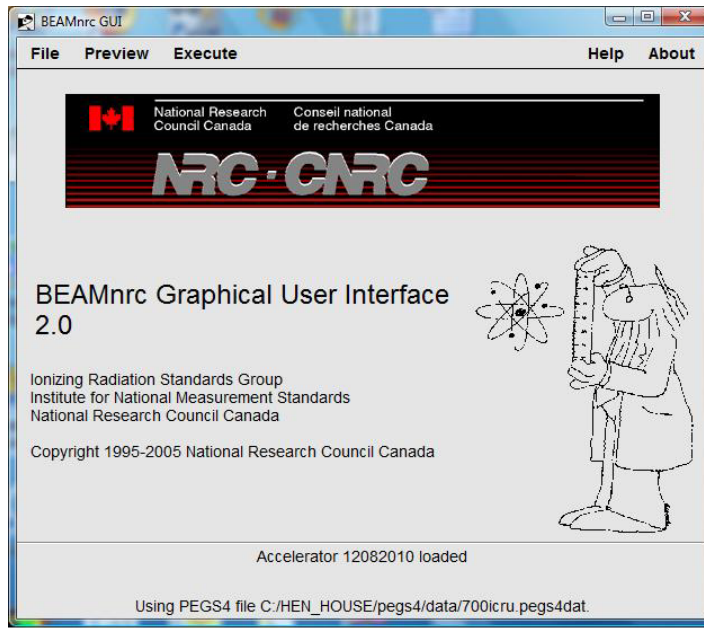 BEAMnrc GUI
File Preview Execute Help About
National Research Conseil national
Council Canada de recherches Canada
NRC · CNRC
BEAMnrc Graphical User Interface
2.0
Ionizing Radiation Standards Group
Institute for National Measurement Standards
National Research Council Canada
Copyright 1995-2005 National Research Council Canada
Accelerator 12082010 loaded
Using PEGS4 file C:/HEN_HOUSE/pegs4/data/700icru.pegs4dat.